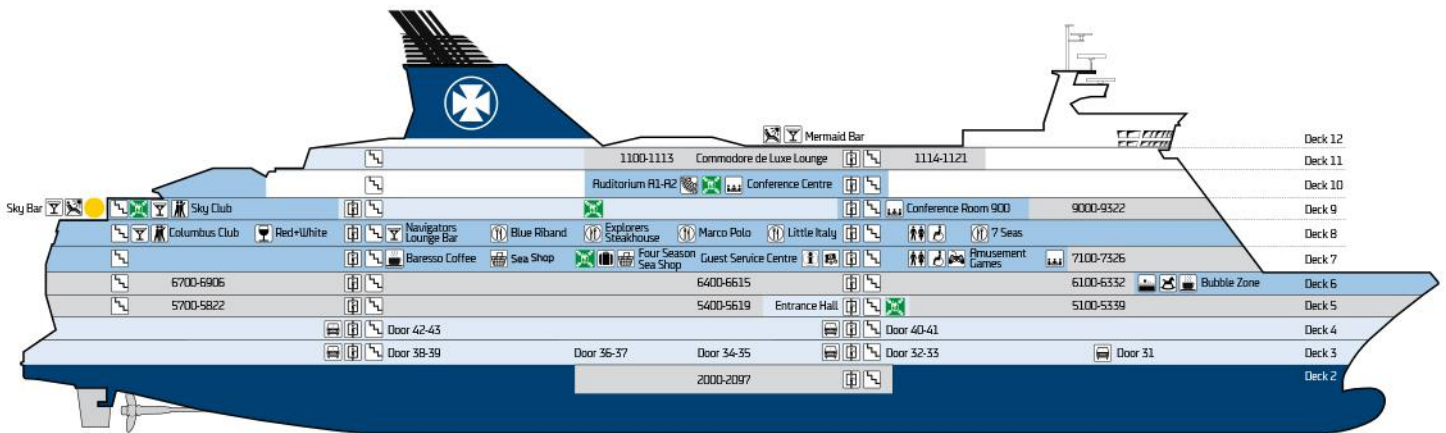 Mermaid Bar
Deck 12
1100-1113
Commodore de Luxe Lounge
1114-1121
Deck 11
Auditorium A1-A2
Conference Centre
Deck 10
Sky Bar
Sky Club
Conference Room 900
9000-9322
Deck 9
Columbus Club
Red+White
Navigators
Lounge Bar
Blue Riband
Explorers
Steakhouse
Marco Polo
Little Italy
7 Seas
Deck 8
Baresso Coffee
Sea Shop
Four Season
Sea Shop
Guest Service Centre
Amusement
Games
7100-7326
Deck 7
6700-6906
6400-6615
6100-6332
Bubble Zone
Deck 6
5700-5822
5400-5619
Entrance Hall
5100-5339
Deck 5
Door 42-43
Door 40-41
Deck 4
Door 38-39
Door 36-37
Door 34-35
Door 32-33
Door 31
Deck 3
2000-2097
Deck 2